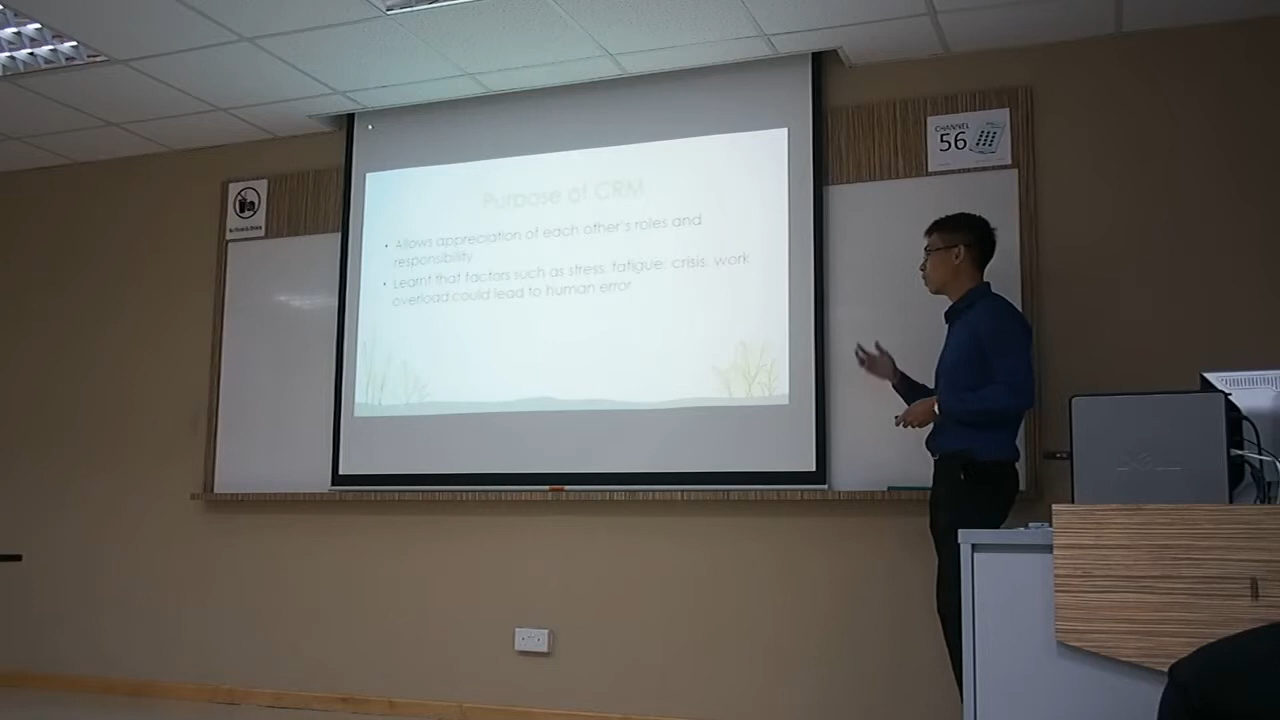 Purpose of CRM
• Allows appreciation of each other's roles and
responsibility
• Learnt that factors such as stress, fatigue, crisis, work
overload could lead to human error
CHANNEL
56
DELL